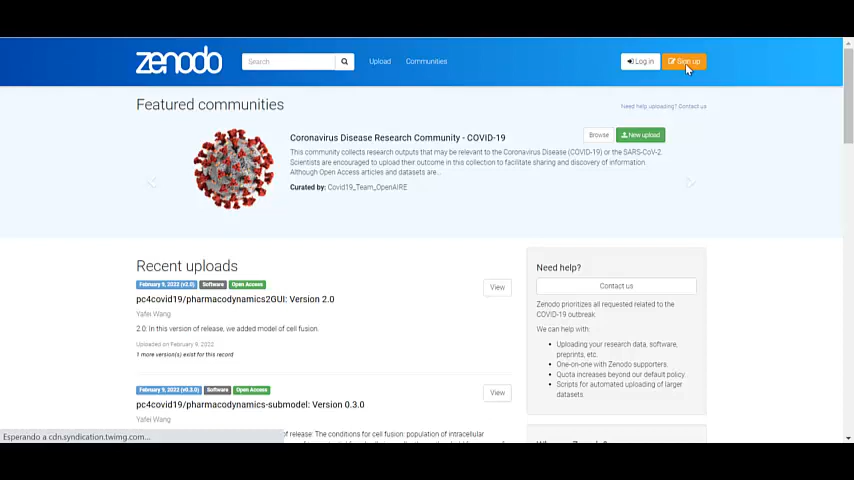 zenodo
Search
Upload
Communities
Log in
Sign up
Featured communities
Need help uploading? Contact us
Coronavirus Disease Research Community - COVID-19
Browse
New upload
This community collects research outputs that may be relevant to the Coronavirus Disease (COVID-19) or the SARS-CoV-2.
Scientists are encouraged to upload their outcome in this collection to facilitate sharing and discovery of information.
Although Open Access articles and datasets are...
Curated by: Covid19_Team_OpenAIRE
Recent uploads
February 9, 2022 (v2.0) Software Open Access
View
pc4covid19/pharmacodynamics2GUI: Version 2.0
Yafei Wang
2.0: In this version of release, we added model of cell fusion.
Uploaded on February 9, 2022
1 more version(s) exist for this record
February 9, 2022 (v0.3.0) Software Open Access
View
pc4covid19/pharmacodynamics-submodel: Version 0.3.0
Yafei Wang
of release: The conditions for cell fusion: population of intracellular
Need help?
Contact us
Zenodo prioritizes all requested related to the
COVID-19 outbreak.
We can help with:
Uploading your research data, software,
preprints, etc.
One-on-one with Zenodo supporters.
Quota increases beyond our default policy.
Scripts for automated uploading of larger
datasets.
Esperando a cdn.syndication.twimg.com...